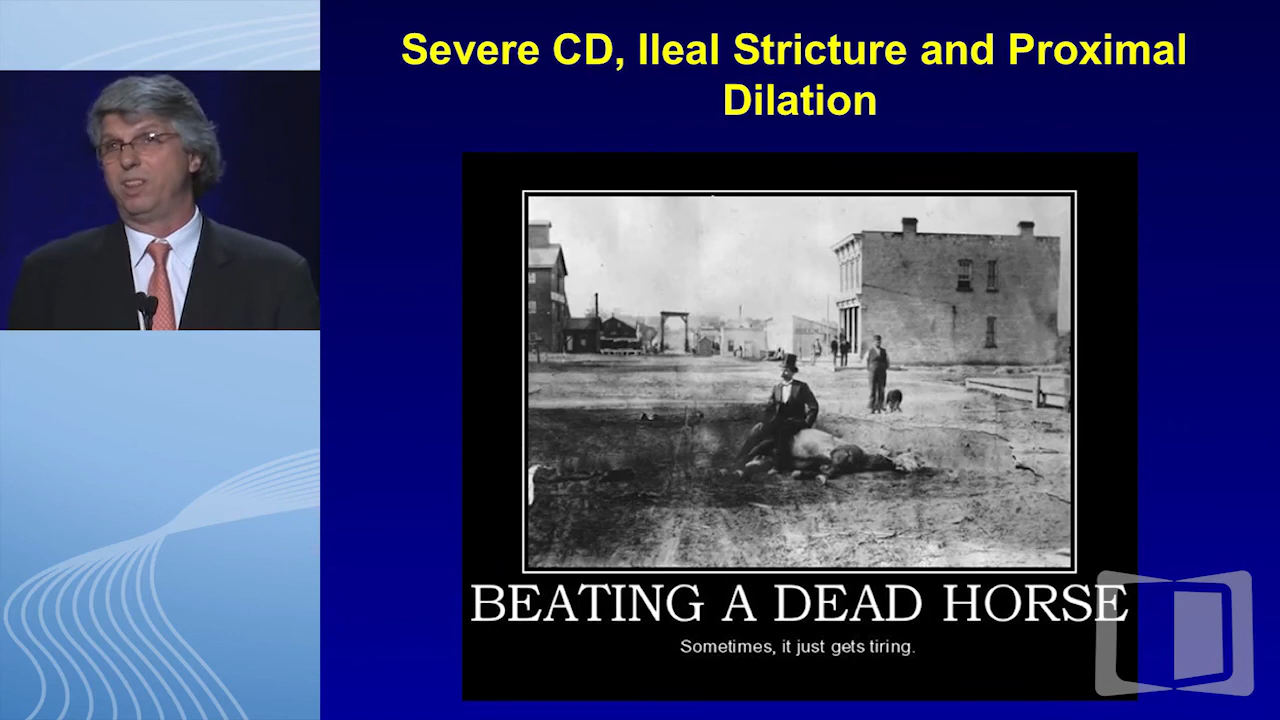 Severe CD, Ileal Stricture and Proximal
Dilation
BEATING A DEAD HORSE
Sometimes, it just gets tiring.